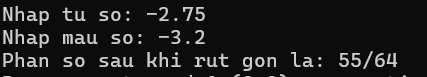 Nhap tu so: -2.75
Nhap mau so: -3.2
Phan so sau khi rut gon la: 55/64